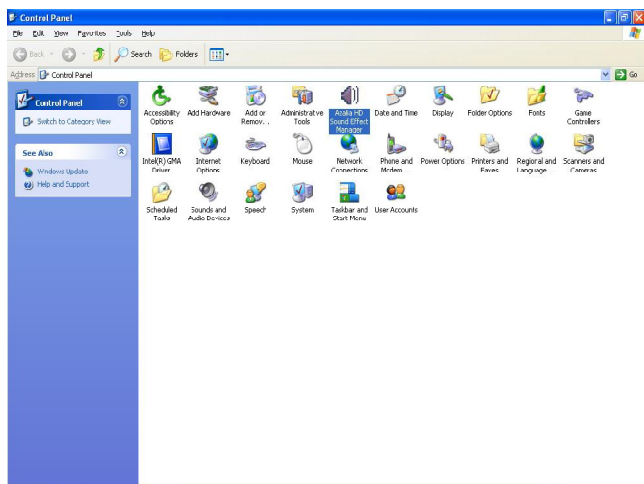 Control Panel
File Edit View Favorites Tools Help
Back Search Folders
Address Control Panel Go
Control Panel
Switch to Category View
See Also
Windows Update
Help and Support
Accessibility Options
Add Hardware
Add or Remov...
Administrative Tools
Azalia HD Sound Effect Manager
Date and Time
Display
Folder Options
Fonts
Game Controllers
Intel(R) GMA Driver
Internet Options
Keyboard
Mouse
Network Connections
Phone and Modem
Power Options
Printers and Faxes
Regional and Language
Scanners and Cameras
Scheduled Tasks
Sounds and Audio Devices
Speech
System
Taskbar and Start Menu
User Accounts